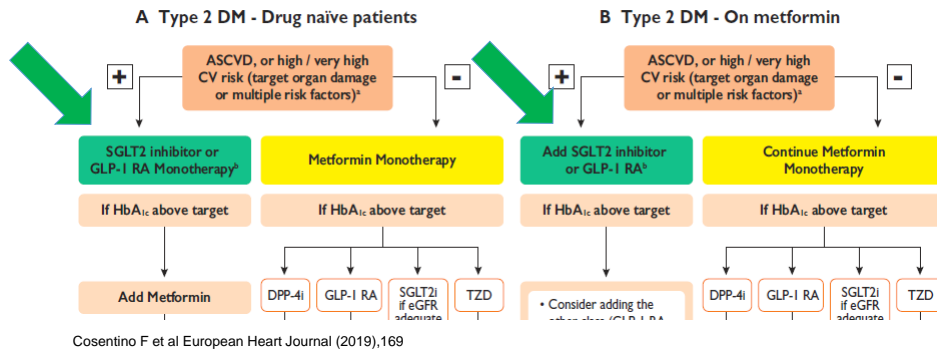 A Type 2 DM - Drug naïve patients
B Type 2 DM - On metformin
+
ASCVD, or high / very high
CV risk (target organ damage
or multiple risk factors)ᵃ
-
+
ASCVD, or high / very high
CV risk (target organ damage
or multiple risk factors)ᵃ
-
SGLT2 inhibitor or
GLP-1 RA Monotherapyᵇ
Metformin Monotherapy
Add SGLT2 inhibitor
or GLP-1 RAᵇ
Continue Metformin
Monotherapy
If HbA1c above target
If HbA1c above target
If HbA1c above target
If HbA1c above target
Add Metformin
DPP-4i
GLP-1 RA
SGLT2i
if eGFR
adequate
TZD
• Consider adding the
other class (GLP-1 RA
DPP-4i
GLP-1 RA
SGLT2i
if eGFR
adequate
TZD
Cosentino F et al European Heart Journal (2019),169